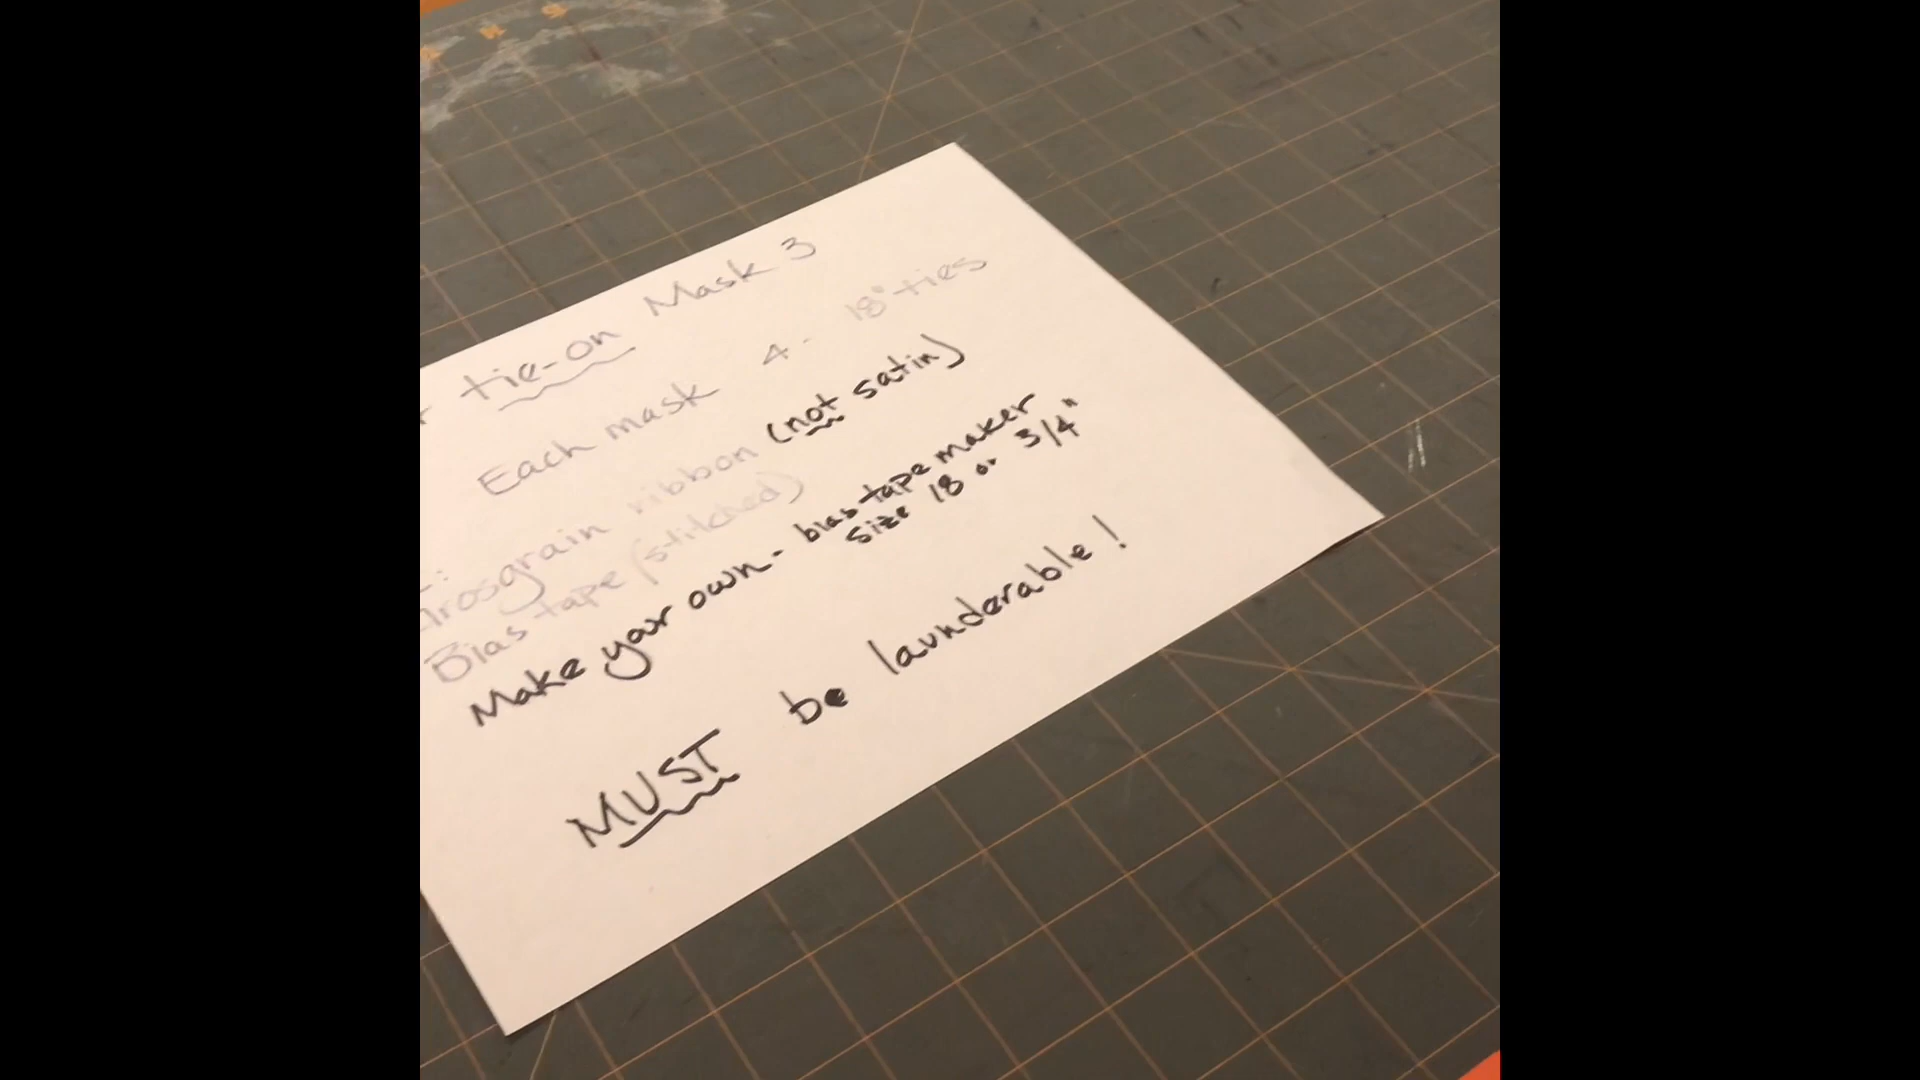 tie-on Mask 3
Each mask 4- 18" ties
Grosgrain ribbon (not satin)
Bias tape (stitched)
Make your own - bias tape maker
size 18 or 3/4"
MUST be launderable!